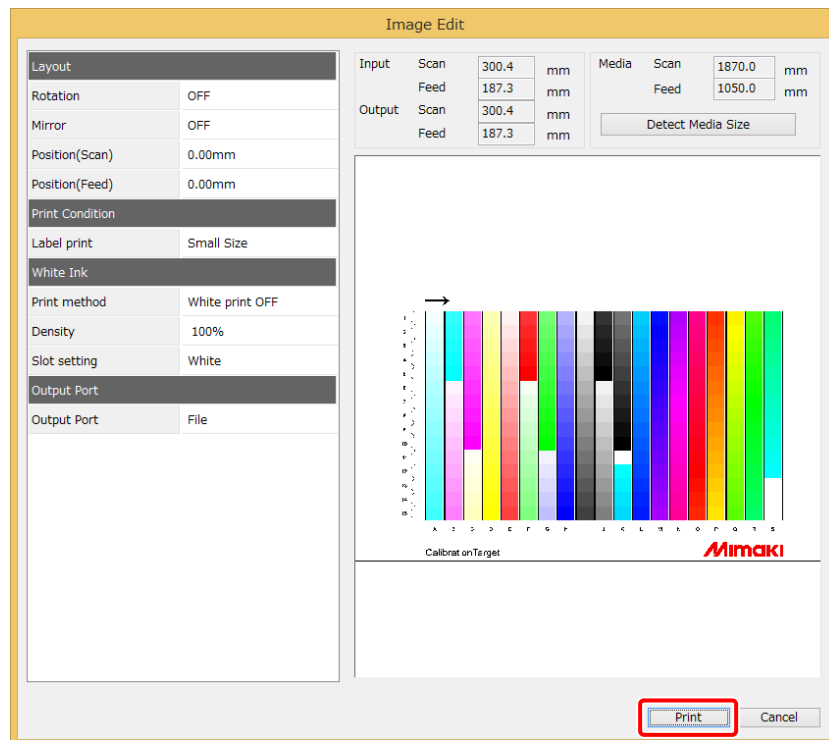 Image Edit
Layout
Rotation OFF
Mirror OFF
Position(Scan) 0.00mm
Position(Feed) 0.00mm
Print Condition
Label print Small Size
White Ink
Print method White print OFF
Density 100%
Slot setting White
Output Port
Output Port File
Input Scan 300.4 mm
Feed 187.3 mm
Output Scan 300.4 mm
Feed 187.3 mm
Media Scan 1870.0 mm
Feed 1050.0 mm
Detect Media Size
CalibrationTarget
Mimaki
Print Cancel